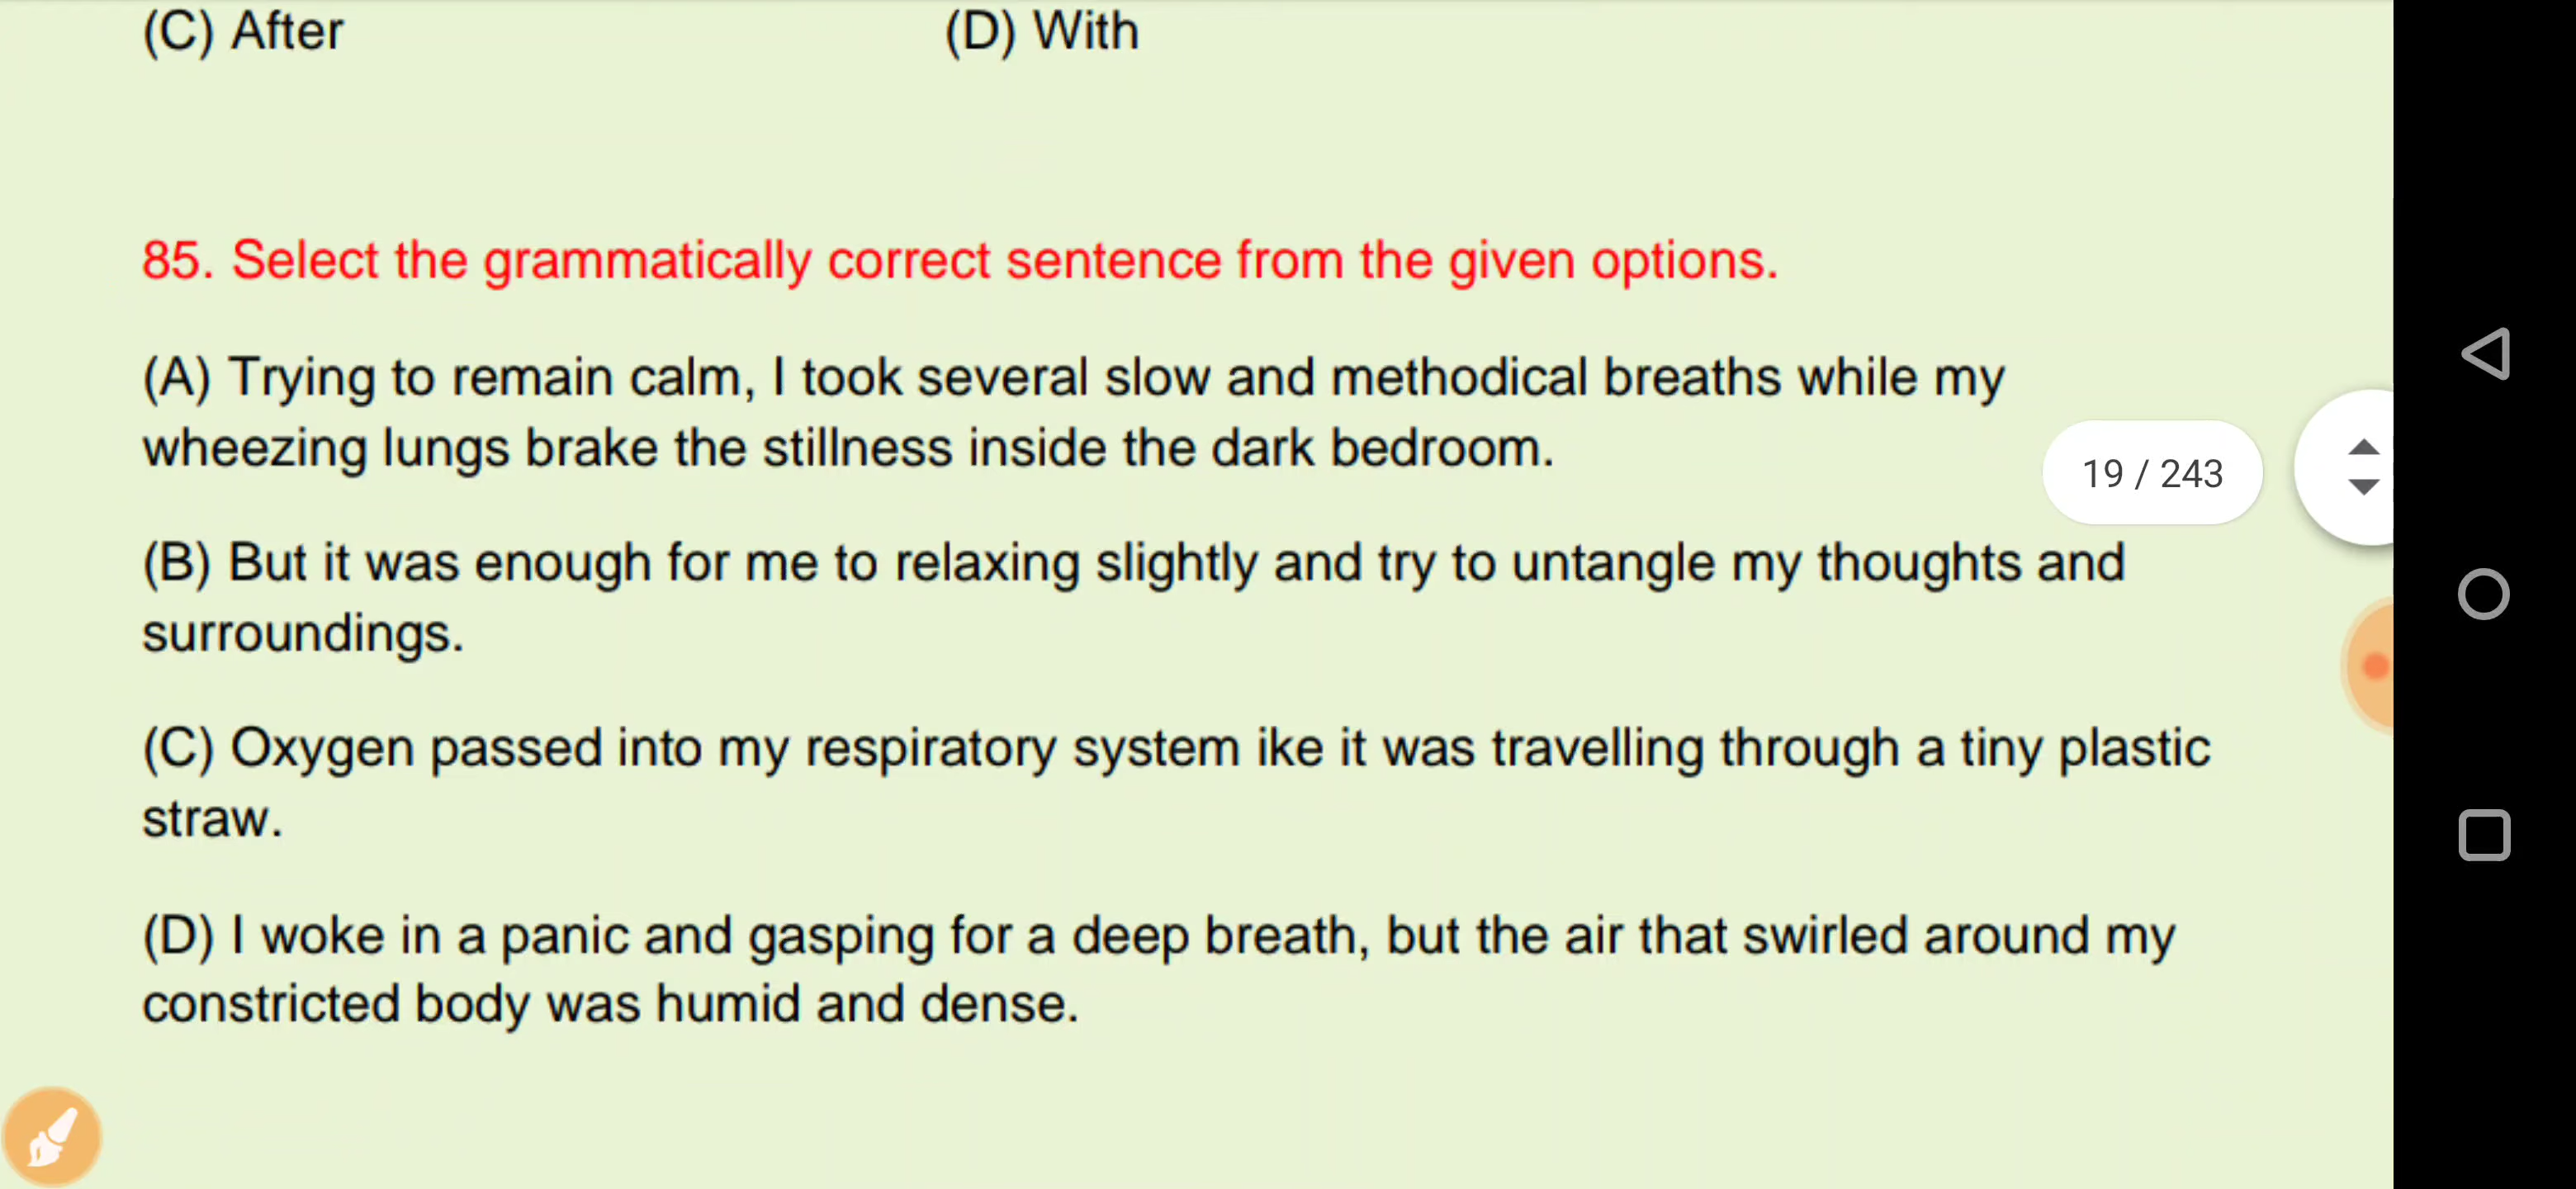 (C) After (D) With
85. Select the grammatically correct sentence from the given options.
(A) Trying to remain calm, I took several slow and methodical breaths while my
wheezing lungs brake the stillness inside the dark bedroom.
19 / 243
(B) But it was enough for me to relaxing slightly and try to untangle my thoughts and
surroundings.
(C) Oxygen passed into my respiratory system ike it was travelling through a tiny plastic
straw.
(D) I woke in a panic and gasping for a deep breath, but the air that swirled around my
constricted body was humid and dense.